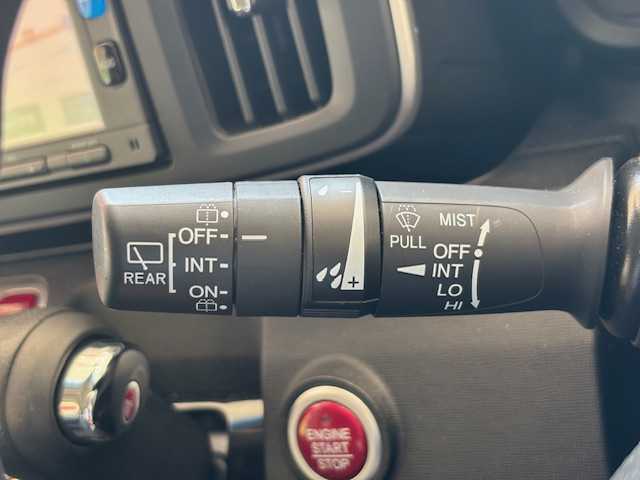 OFF
INT
ON
REAR
MIST
PULL
OFF
INT
LO
HI
ENGINE
START
STOP